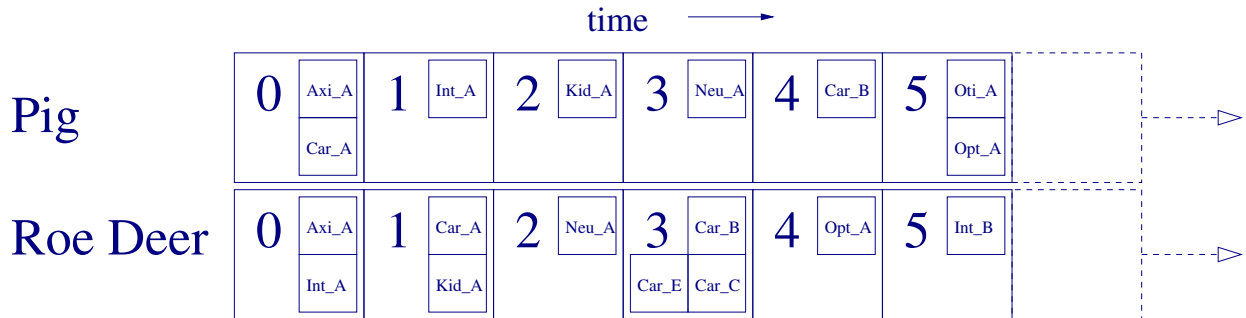 time
Pig
0 Axi_A 1 Int_A 2 Kid_A 3 Neu_A 4 Car_B 5 Oti_A
Car_A Opt_A
Roe Deer
0 Axi_A 1 Car_A 2 Neu_A 3 Car_B 4 Opt_A 5 Int_B
Int_A Kid_A Car_E Car_C